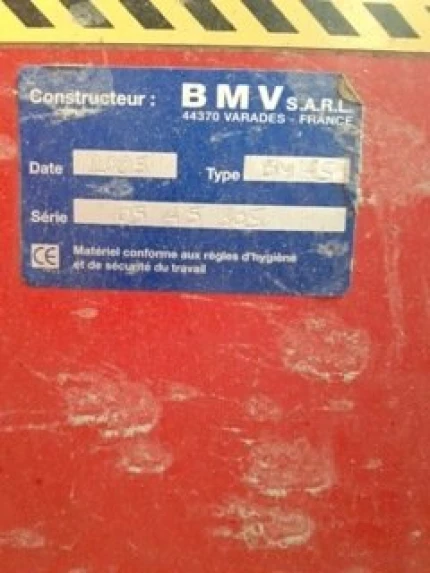 Constructeur : BMV S.A.R.L.
44370 VARADES - FRANCE
Date Type
Série
CE Matériel conforme aux règles d'hygiène
et de sécurité du travail